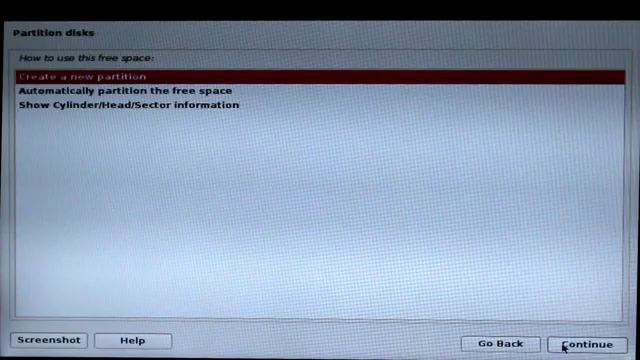 Partition disks
How to use this free space:
Create a new partition
Automatically partition the free space
Show Cylinder/Head/Sector information
Screenshot
Help
Go Back
Continue